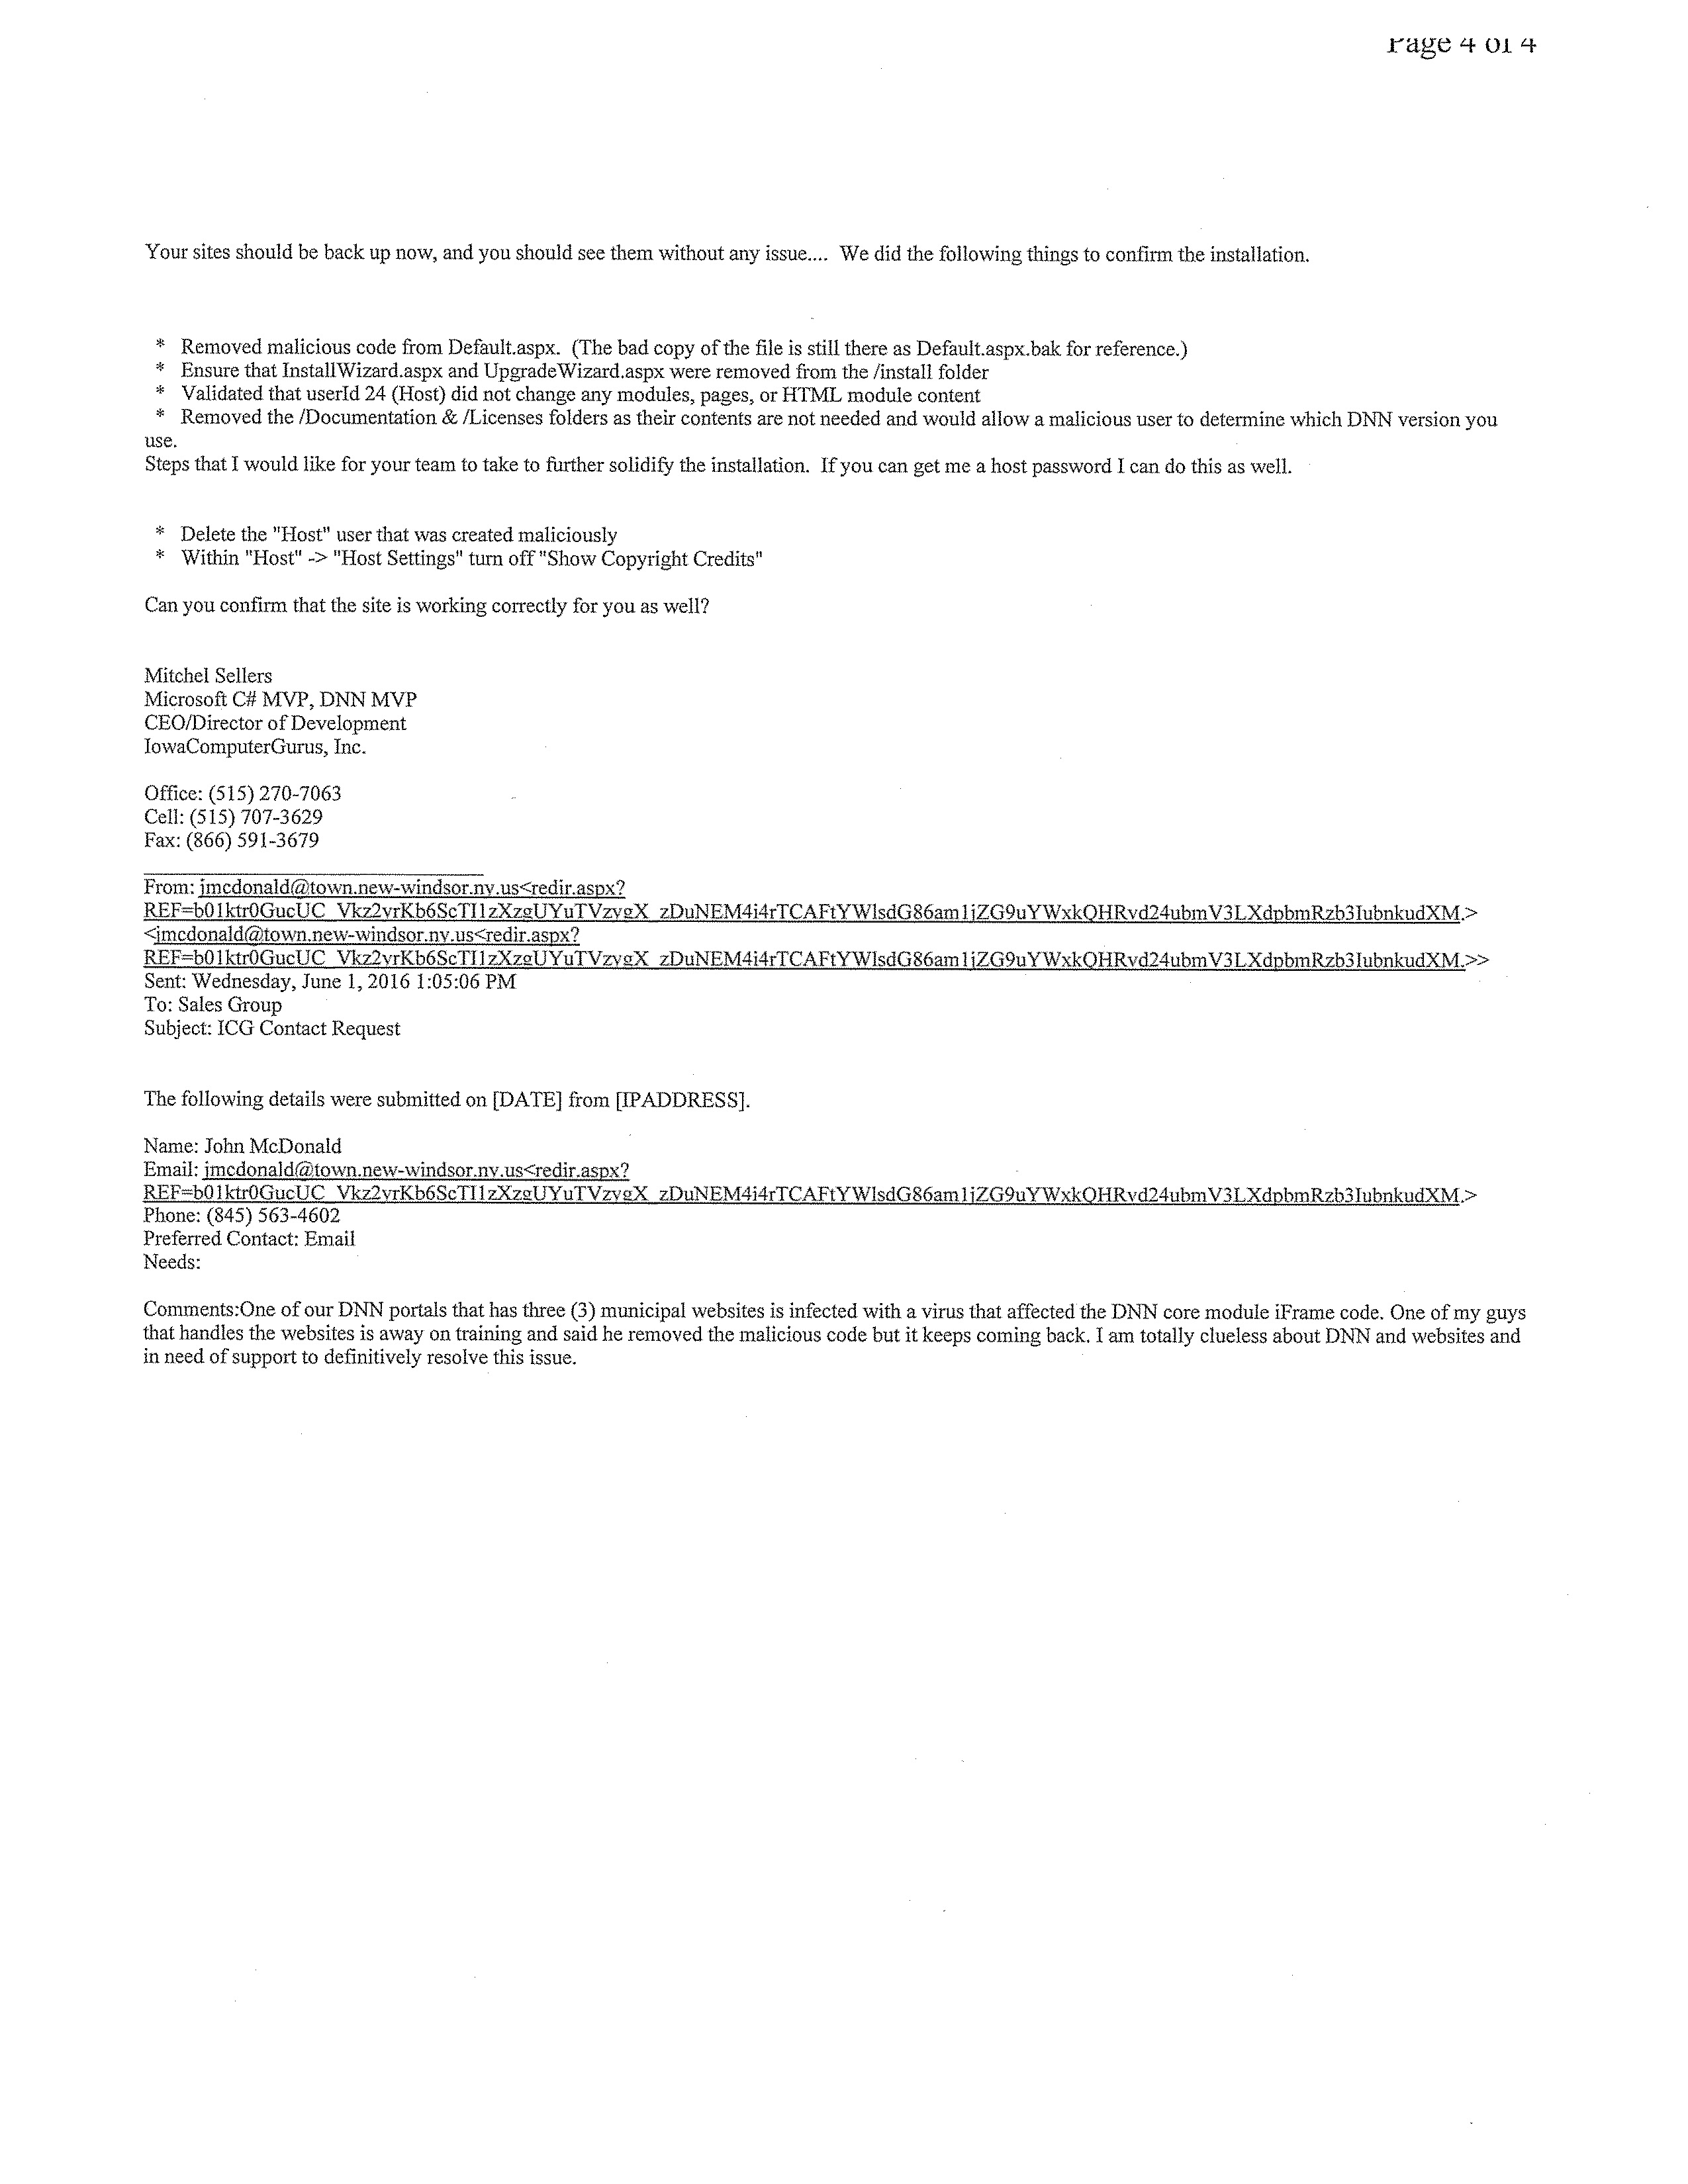 Page 4 of 4
Your sites should be back up now, and you should see them without any issue.... We did the following things to confirm the installation.
* Removed malicious code from Default.aspx. (The bad copy of the file is still there as Default.aspx.bak for reference.)
* Ensure that InstallWizard.aspx and UpgradeWizard.aspx were removed from the /install folder
* Validated that userId 24 (Host) did not change any modules, pages, or HTML module content
* Removed the /Documentation & /Licenses folders as their contents are not needed and would allow a malicious user to determine which DNN version you
use.
Steps that I would like for your team to take to further solidify the installation. If you can get me a host password I can do this as well.
* Delete the "Host" user that was created maliciously
* Within "Host" -> "Host Settings" turn off "Show Copyright Credits"
Can you confirm that the site is working correctly for you as well?
Mitchel Sellers
Microsoft C# MVP, DNN MVP
CEO/Director of Development
IowaComputerGurus, Inc.
Office: (515) 270-7063
Cell: (515) 707-3629
Fax: (866) 591-3679
From: jmcdonald@town.new-windsor.ny.us<redir.aspx?
REF=b01ktr0GucUC_Vkz2yrKb6ScTI1zXzgUYuTVzygX_zDuNEM4i4rTCAFtYWlsdG86am1jZG9uYWxkQHRvd24ubmV3LXdpbmRzb3IubnkudXM.>
<jmcdonald@town.new-windsor.ny.us<redir.aspx?
REF=b01ktr0GucUC_Vkz2yrKb6ScTI1zXzgUYuTVzygX_zDuNEM4i4rTCAFtYWlsdG86am1jZG9uYWxkQHRvd24ubmV3LXdpbmRzb3IubnkudXM.>>
Sent: Wednesday, June 1, 2016 1:05:06 PM
To: Sales Group
Subject: ICG Contact Request
The following details were submitted on [DATE] from [IPADDRESS].
Name: John McDonald
Email: jmcdonald@town.new-windsor.ny.us<redir.aspx?
REF=b01ktr0GucUC_Vkz2yrKb6ScTI1zXzgUYuTVzygX_zDuNEM4i4rTCAFtYWlsdG86am1jZG9uYWxkQHRvd24ubmV3LXdpbmRzb3IubnkudXM.>
Phone: (845) 563-4602
Preferred Contact: Email
Needs:
Comments:One of our DNN portals that has three (3) municipal websites is infected with a virus that affected the DNN core module iFrame code. One of my guys
that handles the websites is away on training and said he removed the malicious code but it keeps coming back. I am totally clueless about DNN and websites and
in need of support to definitively resolve this issue.